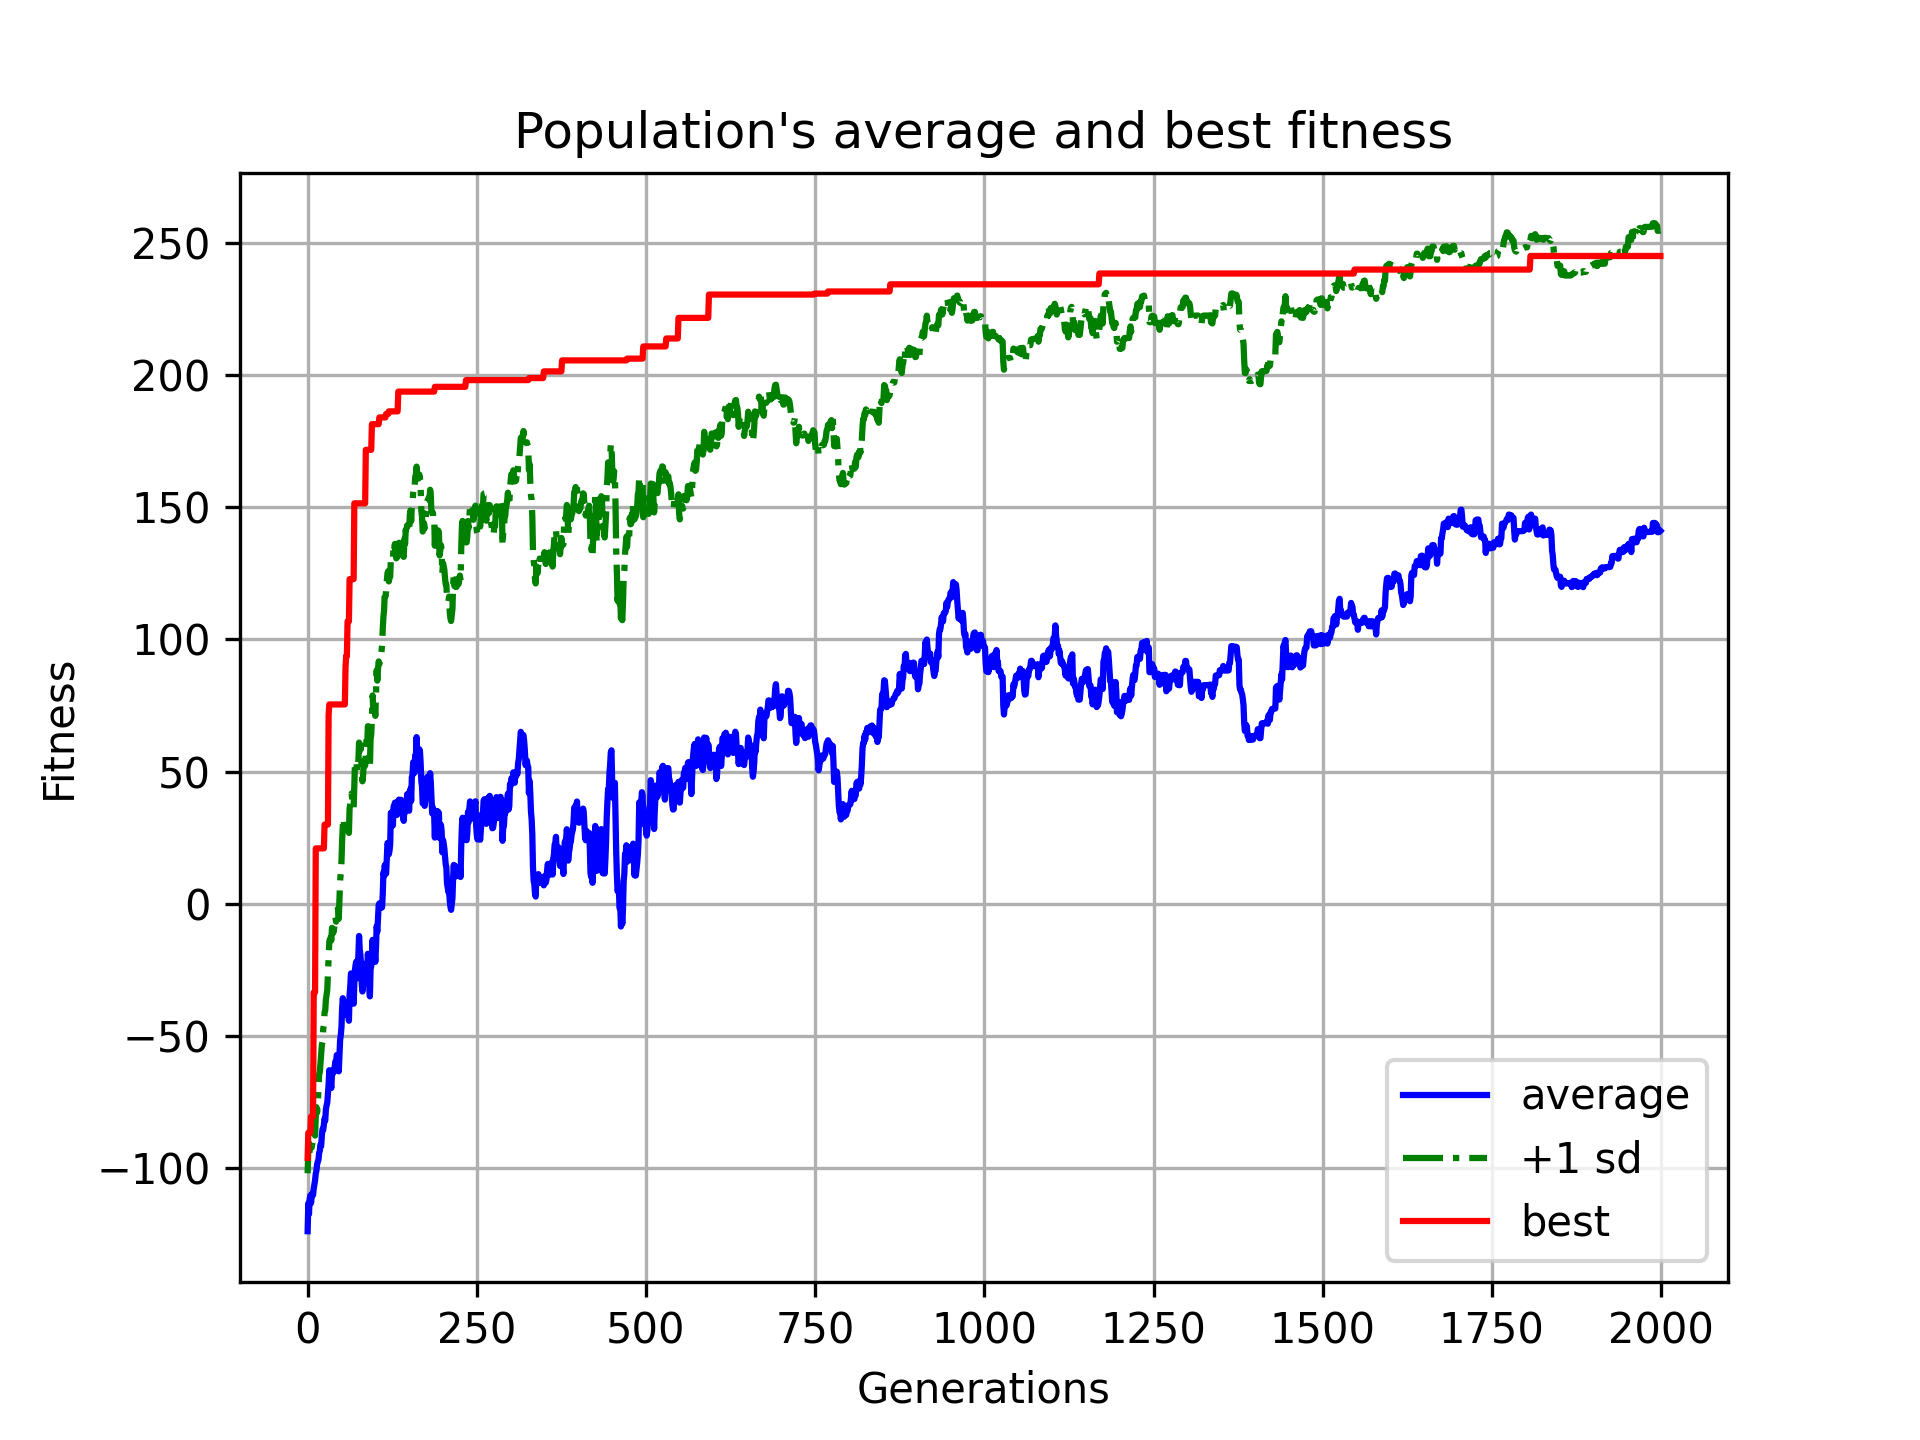 Population's average and best fitness
Fitness
250
200
150
100
50
0
−50
−100
0 250 500 750 1000 1250 1500 1750 2000
Generations
average
+1 sd
best